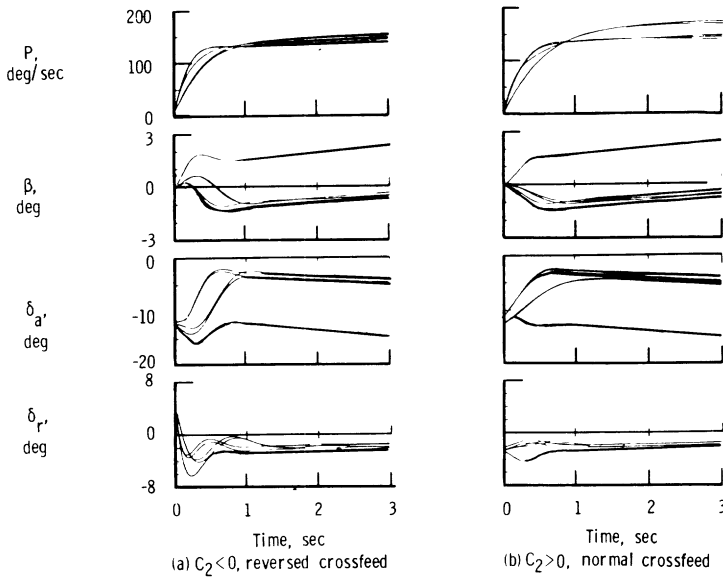 P,
deg/sec
200
100
0
β,
deg
3
0
-3
δa,
deg
0
-10
-20
δr,
deg
8
0
-8
0 1 2 3
0 1 2 3
Time, sec
Time, sec
(a) C2<0, reversed crossfeed
(b) C2>0, normal crossfeed